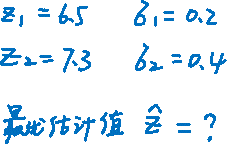 z₁ = 6.5 σ₁ = 0.2
z₂ = 7.3 σ₂ = 0.4
最优估计值 ẑ = ?